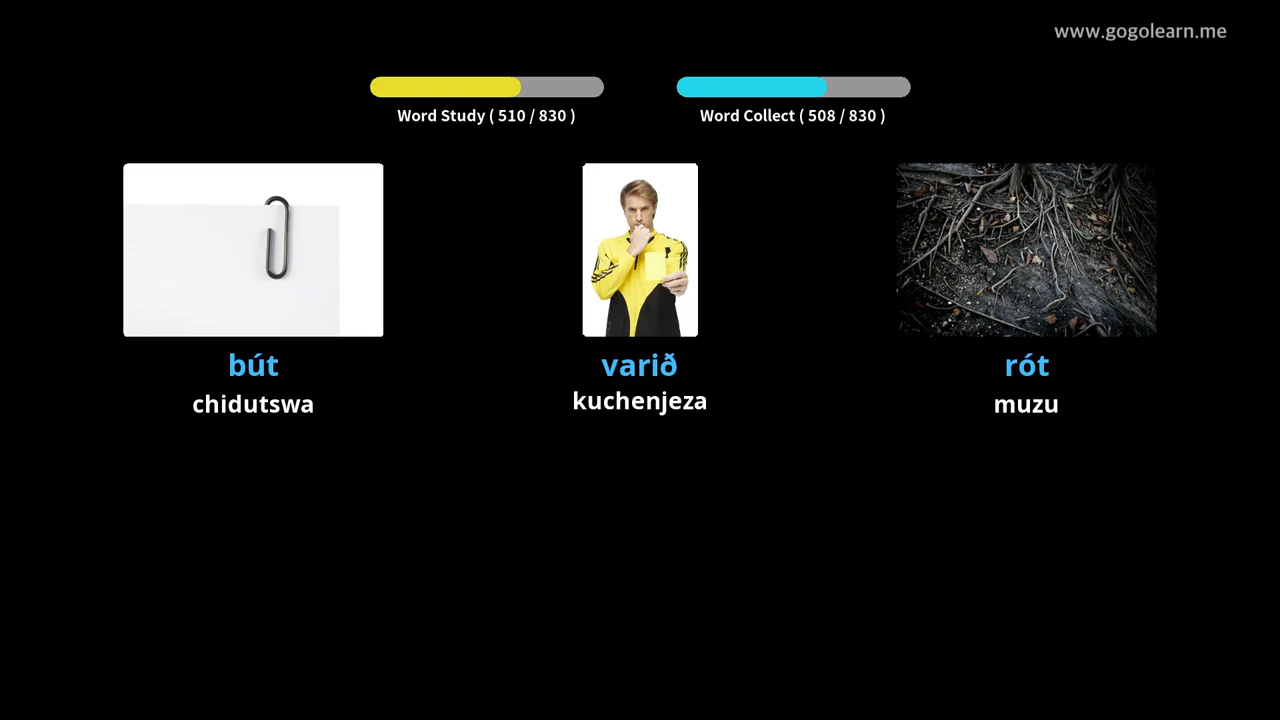 www.gogolearn.me
Word Study ( 510 / 830 )
Word Collect ( 508 / 830 )
bút
chidutswa
varið
kuchenjeza
rót
muzu